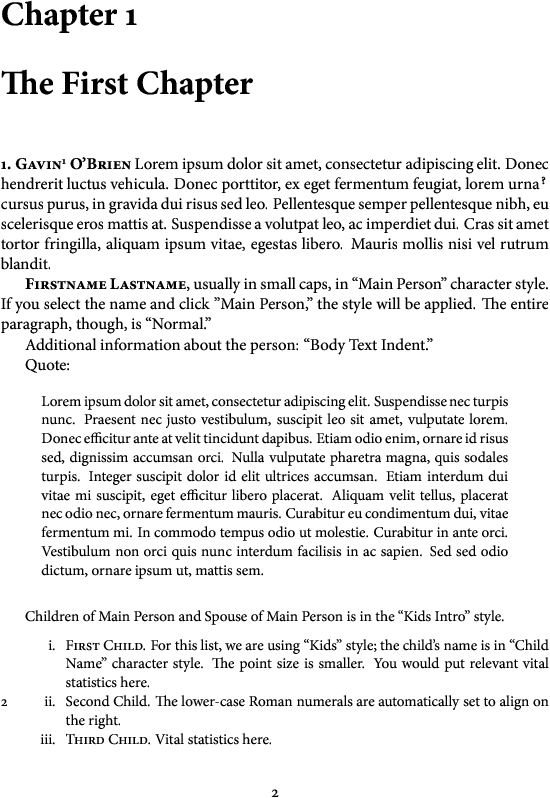 Chapter 1
The First Chapter
1. Gavin¹ O’Brien Lorem ipsum dolor sit amet, consectetur adipiscing elit. Donec
hendrerit luctus vehicula. Donec porttitor, ex eget fermentum feugiat, lorem urna?
cursus purus, in gravida dui risus sed leo. Pellentesque semper pellentesque nibh, eu
scelerisque eros mattis at. Suspendisse a volutpat leo, ac imperdiet dui. Cras sit amet
tortor fringilla, aliquam ipsum vitae, egestas libero. Mauris mollis nisi vel rutrum
blandit.
Firstname Lastname, usually in small caps, in “Main Person” character style.
If you select the name and click ”Main Person,” the style will be applied. The entire
paragraph, though, is “Normal.”
Additional information about the person: “Body Text Indent.”
Quote:
Lorem ipsum dolor sit amet, consectetur adipiscing elit. Suspendisse nec turpis
nunc. Praesent nec justo vestibulum, suscipit leo sit amet, vulputate lorem.
Donec efficitur ante at velit tincidunt dapibus. Etiam odio enim, ornare id risus
sed, dignissim accumsan orci. Nulla vulputate pharetra magna, quis sodales
turpis. Integer suscipit dolor id elit ultrices accumsan. Etiam interdum dui
vitae mi suscipit, eget efficitur libero placerat. Aliquam velit tellus, placerat
nec odio nec, ornare fermentum mauris. Curabitur eu condimentum dui, vitae
fermentum mi. In commodo tempus odio ut molestie. Curabitur in ante orci.
Vestibulum non orci quis nunc interdum facilisis in ac sapien. Sed sed odio
dictum, ornare ipsum ut, mattis sem.
Children of Main Person and Spouse of Main Person is in the “Kids Intro” style.
i. First Child. For this list, we are using “Kids” style; the child’s name is in “Child
Name” character style. The point size is smaller. You would put relevant vital
statistics here.
2 ii. Second Child. The lower-case Roman numerals are automatically set to align on
the right.
iii. Third Child. Vital statistics here.
2